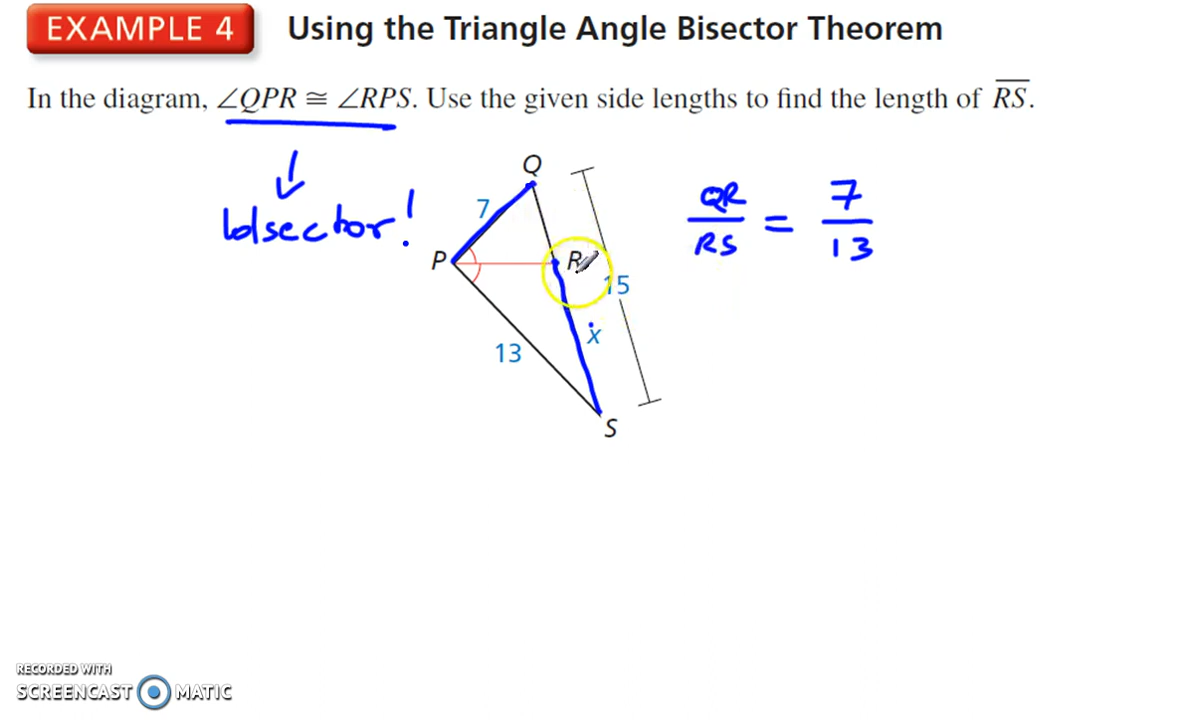 EXAMPLE 4 Using the Triangle Angle Bisector Theorem
In the diagram, ∠QPR ≅ ∠RPS. Use the given side lengths to find the length of RS.
bisector!
Q
7
P
R
15
x
13
S
QR/RS = 7/13
RECORDED WITH
SCREENCAST MATIC